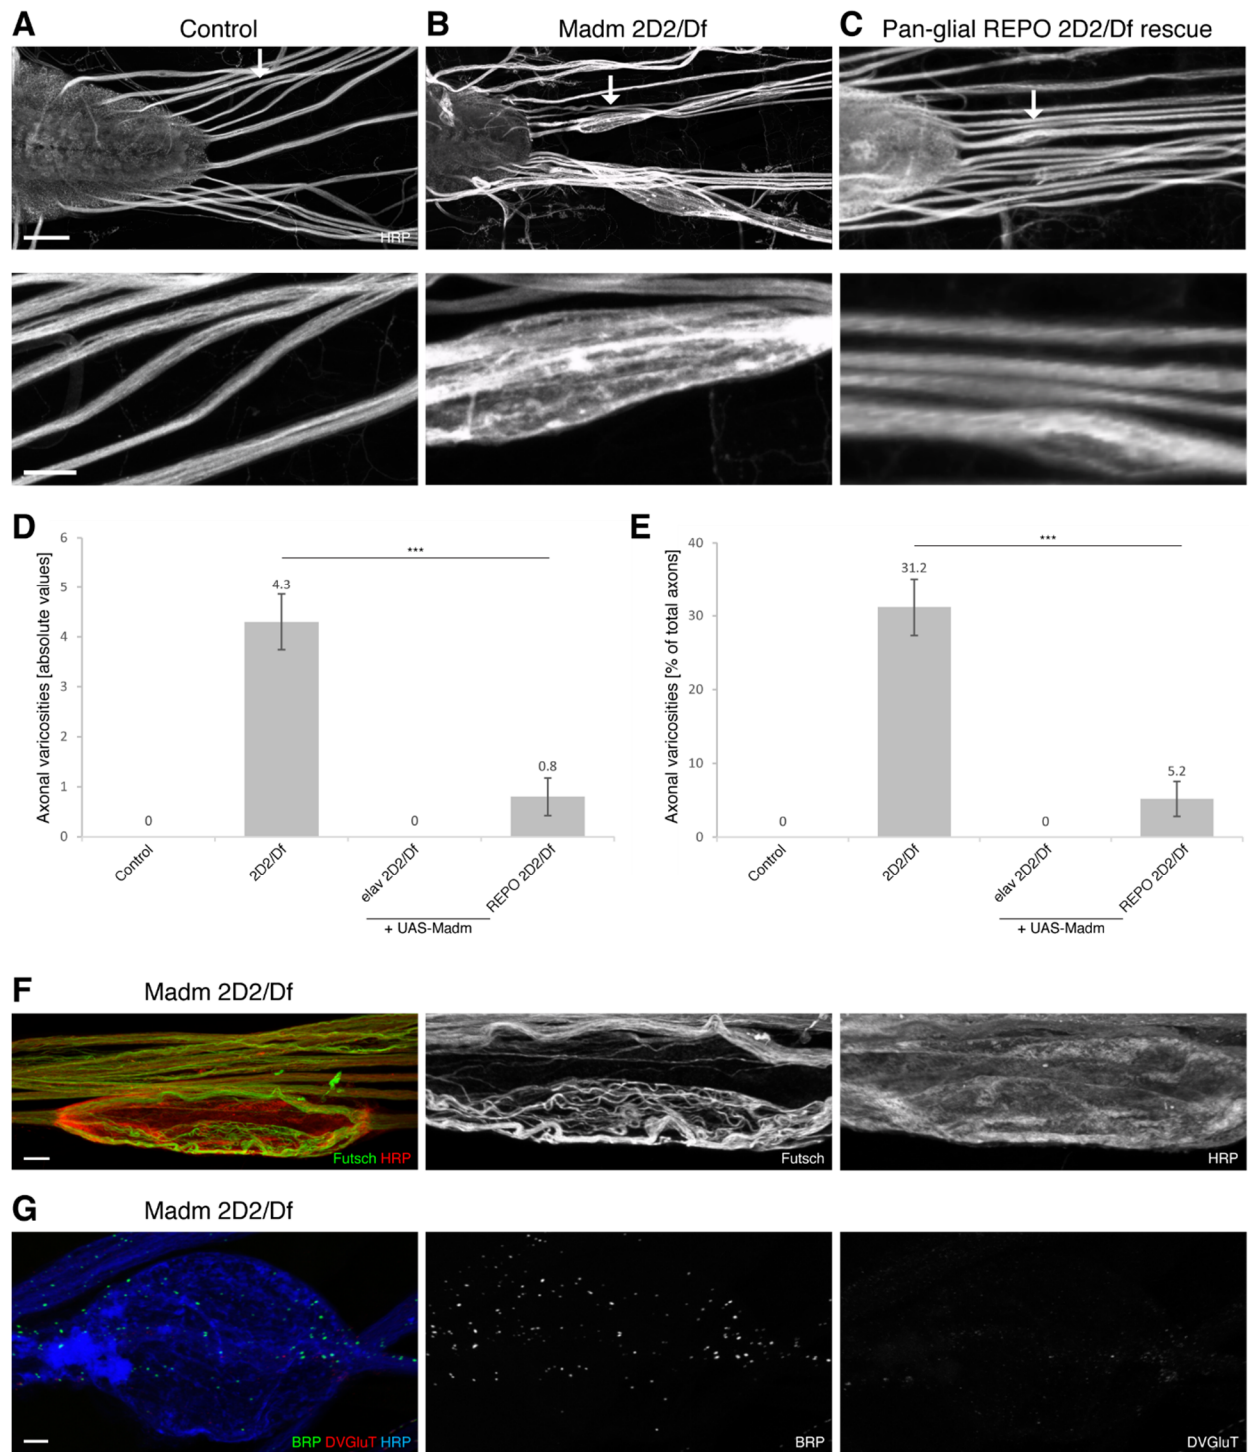 A Control
B Madm 2D2/Df
C Pan-glial REPO 2D2/Df rescue
HRP
D
Axonal varicosities [absolute values]
6
5
4
3
2
1
0
***
0
4.3
0
0.8
Control
2D2/Df
elav 2D2/Df
REPO 2D2/Df
+ UAS-Madm
E
Axonal varicosities [% of total axons]
40
30
20
10
0
***
0
31.2
0
5.2
Control
2D2/Df
elav 2D2/Df
REPO 2D2/Df
+ UAS-Madm
F Madm 2D2/Df
Futsch HRP
Futsch
HRP
G Madm 2D2/Df
BRP DVGluT HRP
BRP
DVGluT